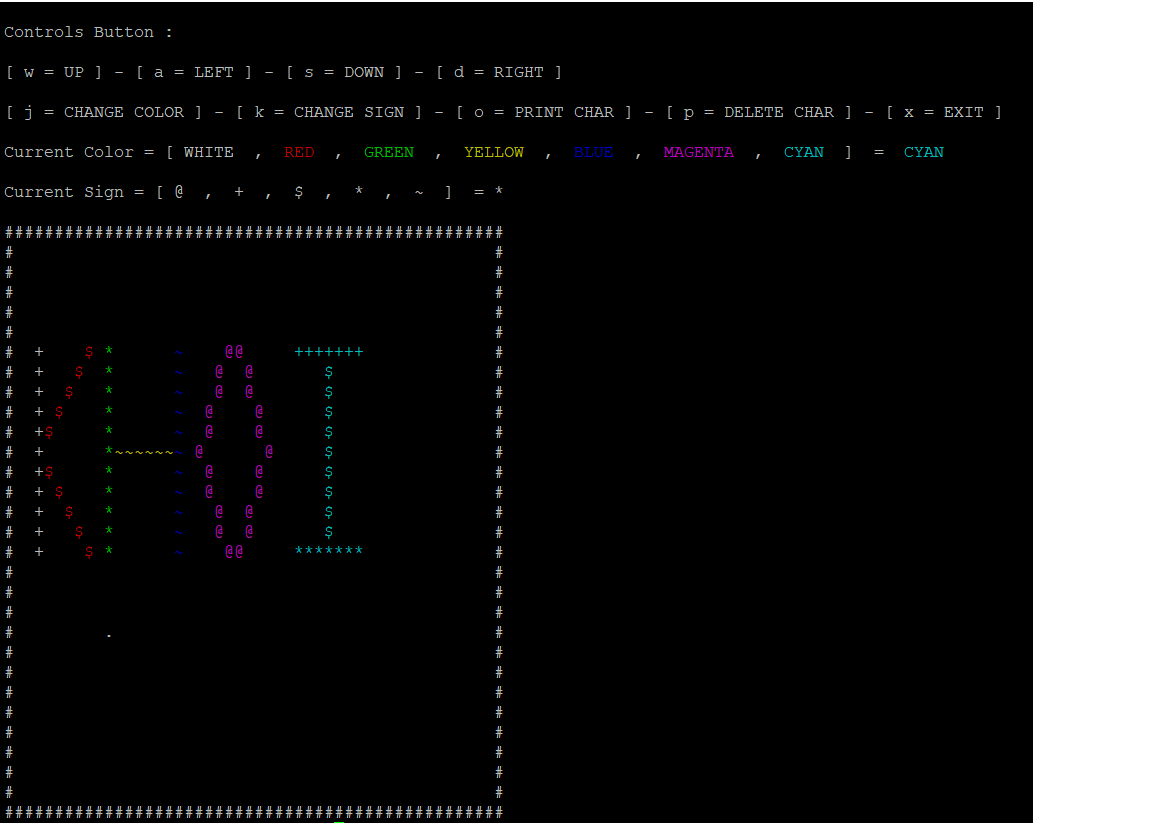 Controls Button :
[ w = UP ] - [ a = LEFT ] - [ s = DOWN ] - [ d = RIGHT ]
[ j = CHANGE COLOR ] - [ k = CHANGE SIGN ] - [ o = PRINT CHAR ] - [ p = DELETE CHAR ] - [ x = EXIT ]
Current Color = [ WHITE  ,  RED  ,  GREEN  ,  YELLOW  ,  BLUE  ,  MAGENTA  ,  CYAN  ]  =  CYAN
Current Sign = [ @  ,  +  ,  $  ,  *  ,  ~  ]  = *
##################################################
#                                                #
#                                                #
#                                                #
#                                                #
#                                                #
#  +    $ *      ~    @@     +++++++             #
#  +   $  *      ~   @  @       $                #
#  +  $   *      ~   @  @       $                #
#  + $    *      ~  @    @      $                #
#  +$     *      ~  @    @      $                #
#  +      *~~~~~~~ @      @     $                #
#  +$     *      ~  @    @      $                #
#  + $    *      ~  @    @      $                #
#  +  $   *      ~   @  @       $                #
#  +   $  *      ~   @  @       $                #
#  +    $ *      ~    @@     *******             #
#                                                #
#                                                #
#                                                #
#         .                                      #
#                                                #
#                                                #
#                                                #
#                                                #
#                                                #
#                                                #
#                                                #
#                                                #
##################################################